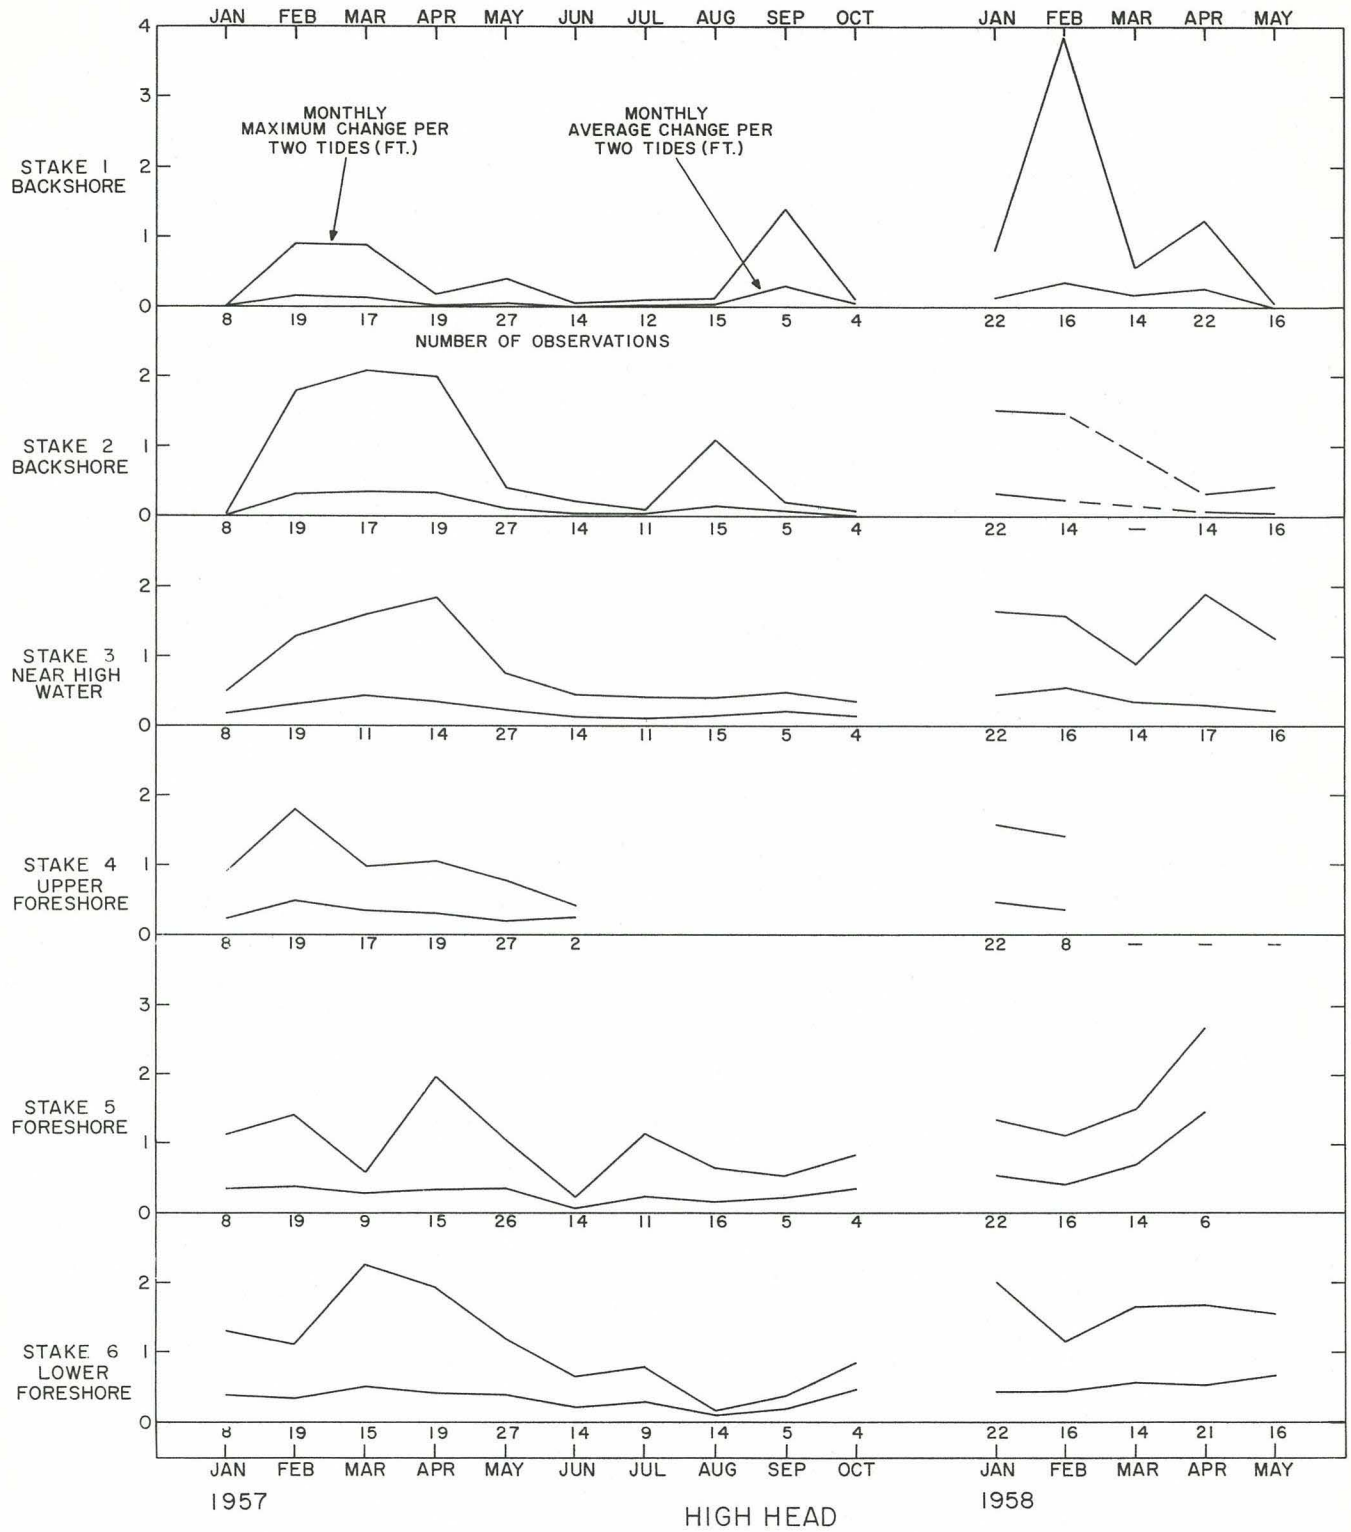 JAN FEB MAR APR MAY JUN JUL AUG SEP OCT JAN FEB MAR APR MAY
4
3
MONTHLY
MAXIMUM CHANGE PER
TWO TIDES (FT.)
MONTHLY
AVERAGE CHANGE PER
TWO TIDES (FT.)
2
STAKE 1
BACKSHORE
1
0
8 19 17 19 27 14 12 15 5 4 22 16 14 22 16
NUMBER OF OBSERVATIONS
2
STAKE 2
BACKSHORE
1
0
8 19 17 19 27 14 11 15 5 4 22 14 — 14 16
2
STAKE 3
NEAR HIGH
WATER
1
0
8 19 11 14 27 14 11 15 5 4 22 16 14 17 16
2
STAKE 4
UPPER
FORESHORE
1
0
8 19 17 19 27 2 22 8 — — —
3
2
STAKE 5
FORESHORE
1
0
8 19 9 15 26 14 11 16 5 4 22 16 14 6
2
STAKE 6
LOWER
FORESHORE
1
0
8 19 15 19 27 14 9 14 5 4 22 16 14 21 16
JAN FEB MAR APR MAY JUN JUL AUG SEP OCT JAN FEB MAR APR MAY
1957 1958
HIGH HEAD